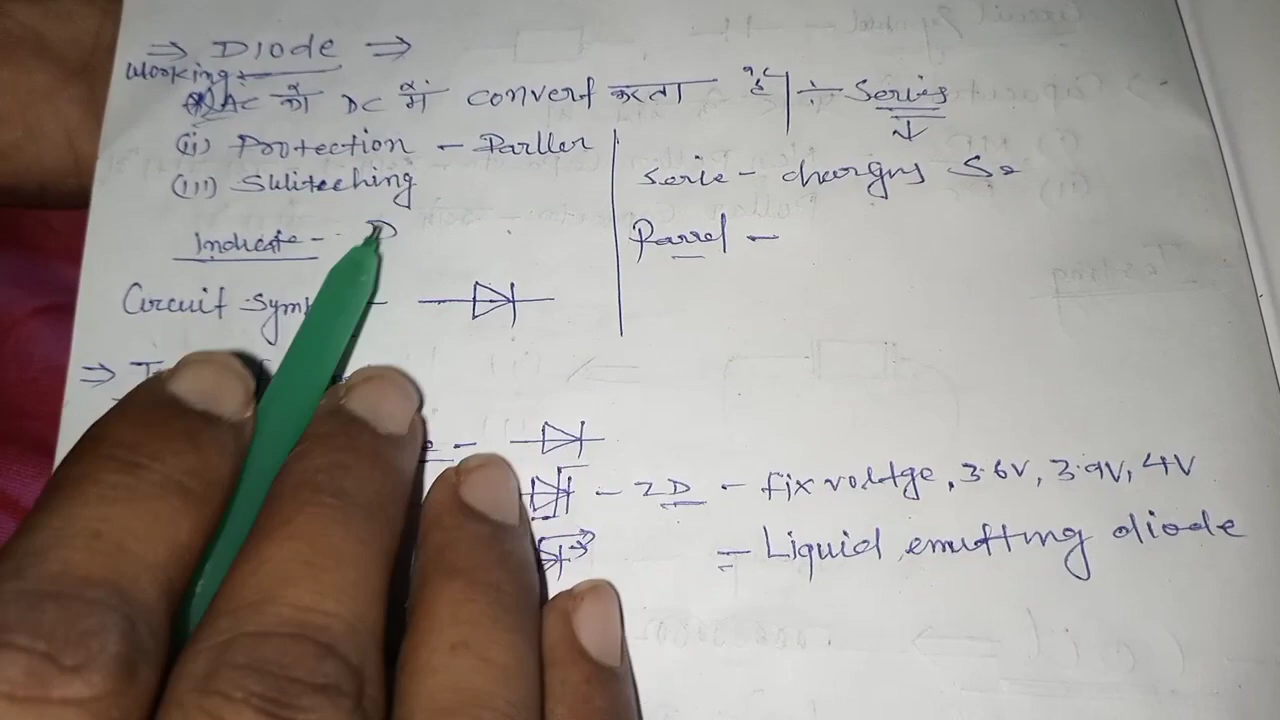 ⇒ Diode ⇒
Working:
AC को DC में convert करता है ÷ Series
(ii) Protection - Parller
(iii) Sluiteching
Serie - chargns S
Indicate - D
Parrel -
Circuit Sym
⇒ T
- ZD - fix voltge, 3.6V, 3.9V, 4V
- Liquid emitting diode